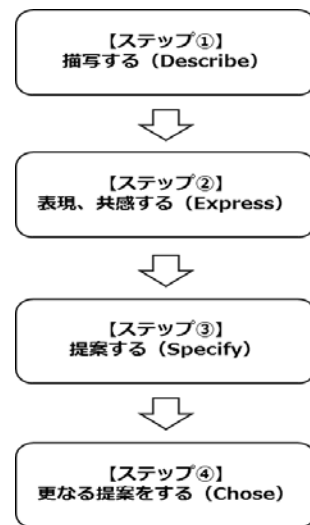 【ステップ①】
描写する（Describe）
【ステップ②】
表現、共感する（Express）
【ステップ③】
提案する（Specify）
【ステップ④】
更なる提案をする（Chose）